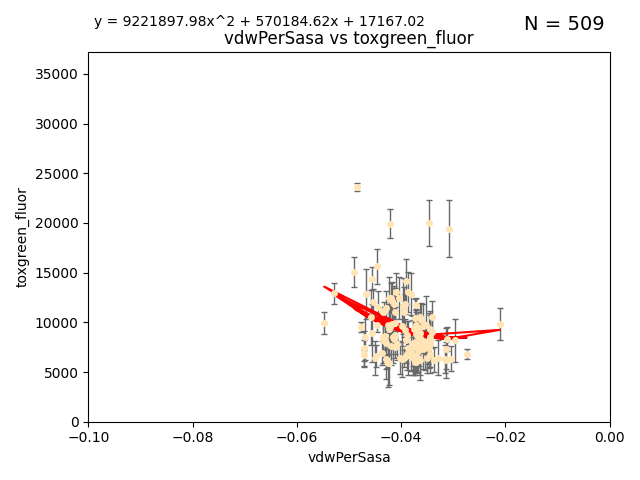 y = 9221897.98x^2 + 570184.62x + 17167.02
N = 509
vdwPerSasa vs toxgreen_fluor
35000
30000
25000
20000
15000
10000
5000
0
toxgreen_fluor
−0.10
−0.08
−0.06
−0.04
−0.02
0.00
vdwPerSasa